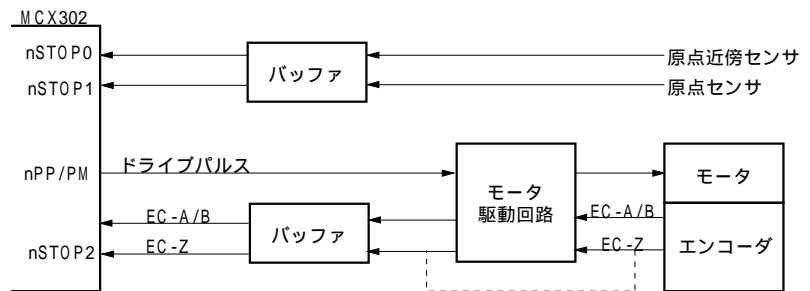 MCX302
nSTOP0
バッファ
原点近傍センサ
nSTOP1
原点センサ
nPP/PM
ドライブパルス
モータ
駆動回路
モータ
EC-A/B
バッファ
EC-A/B
エンコーダ
nSTOP2
EC-Z
EC-Z